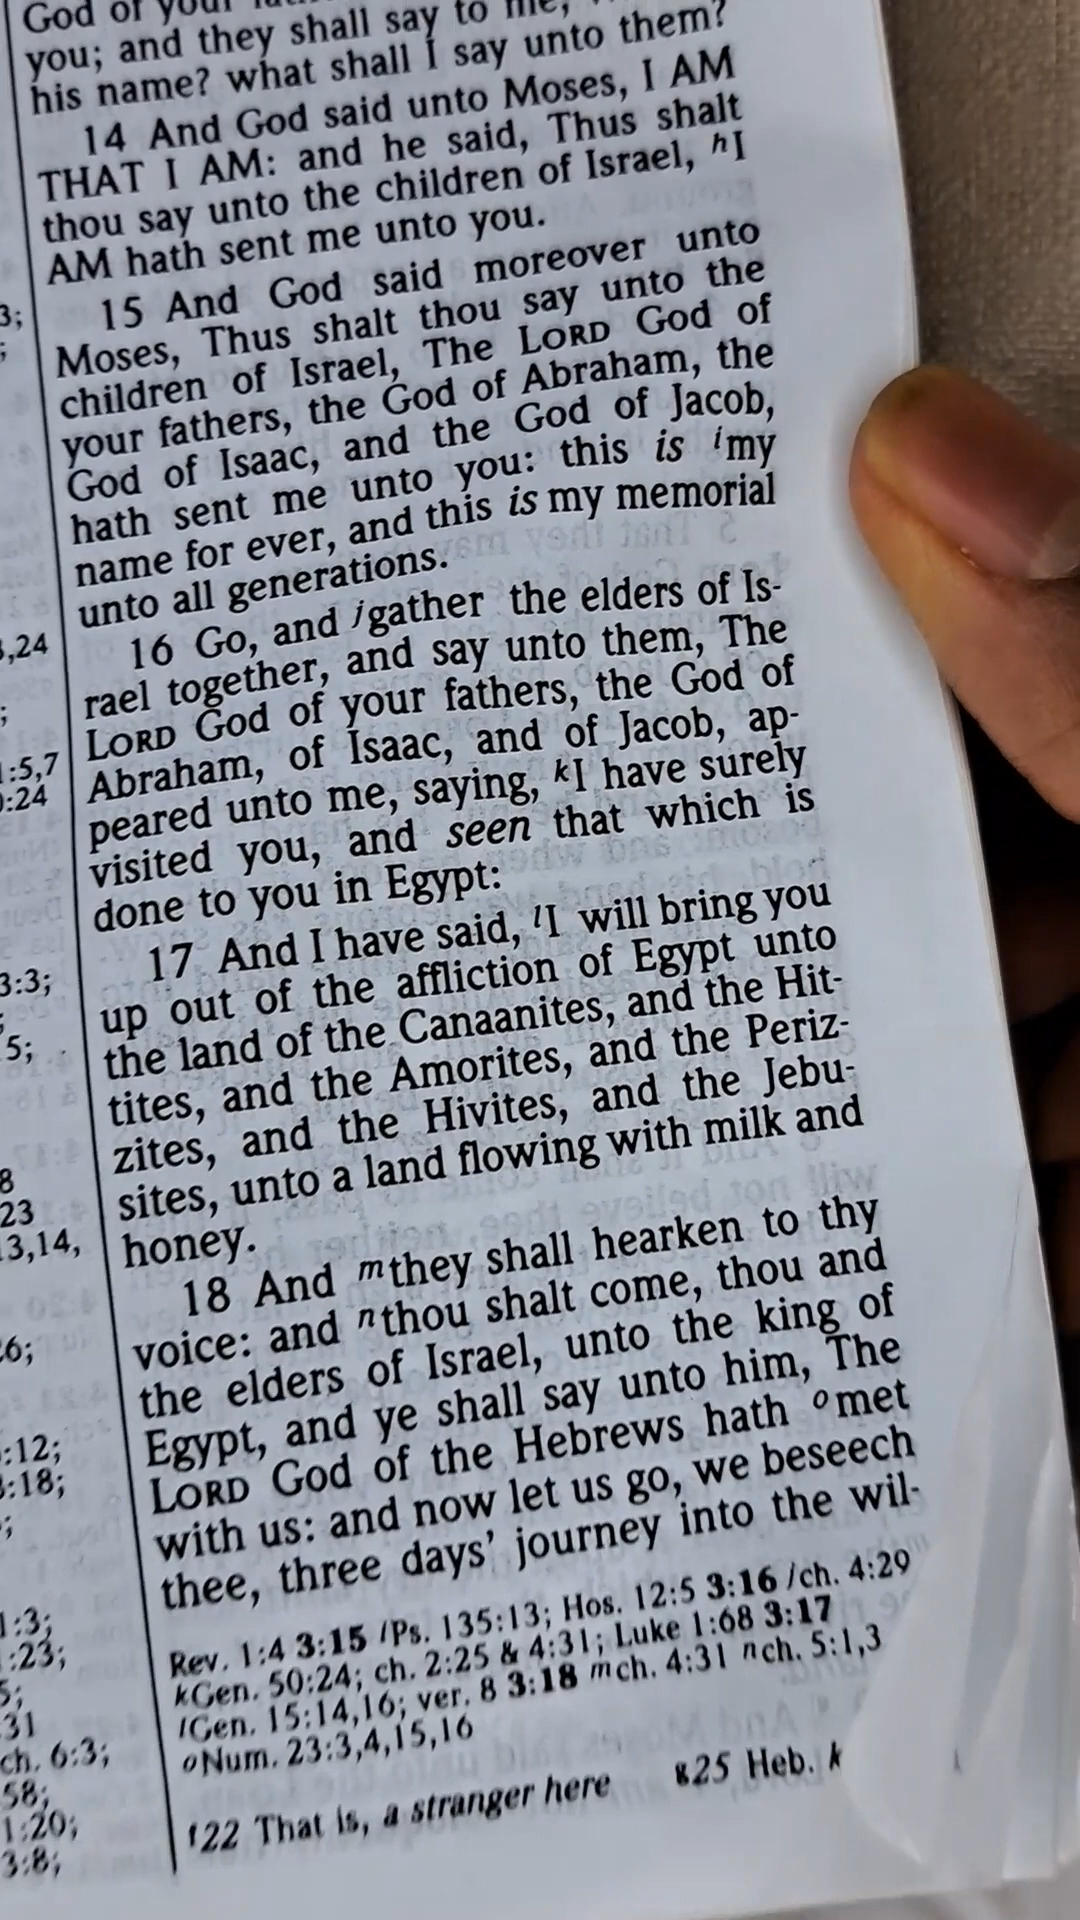 God of your
you; and they shall say to me,
his name? what shall I say unto them?
14 And God said unto Moses, I AM
THAT I AM: and he said, Thus shalt
thou say unto the children of Israel, hI
AM hath sent me unto you.
15 And God said moreover unto
Moses, Thus shalt thou say unto the
children of Israel, The LORD God of
your fathers, the God of Abraham, the
God of Isaac, and the God of Jacob,
hath sent me unto you: this is imy
name for ever, and this is my memorial
unto all generations.
16 Go, and jgather the elders of Is-
rael together, and say unto them, The
LORD God of your fathers, the God of
Abraham, of Isaac, and of Jacob, ap-
peared unto me, saying, kI have surely
visited you, and seen that which is
done to you in Egypt:
17 And I have said, lI will bring you
up out of the affliction of Egypt unto
the land of the Canaanites, and the Hit-
tites, and the Amorites, and the Periz-
zites, and the Hivites, and the Jebu-
sites, unto a land flowing with milk and
honey.
18 And mthey shall hearken to thy
voice: and nthou shalt come, thou and
the elders of Israel, unto the king of
Egypt, and ye shall say unto him, The
LORD God of the Hebrews hath omet
with us: and now let us go, we beseech
thee, three days' journey into the wil-
Rev. 1:4 3:15 iPs. 135:13; Hos. 12:5 3:16 jch. 4:29
kGen. 50:24; ch. 2:25 & 4:31; Luke 1:68 3:17
lGen. 15:14,16; ver. 8 3:18 mch. 4:31 nch. 5:1,3
oNum. 23:3,4,15,16
f22 That is, a stranger here g25 Heb.
3;
,24
:5,7
:24
3:3;
5;
8
23
3,14,
6;
:12;
:18;
1:3;
:23;
5;
31
ch. 6:3;
58;
1:20;
3:8;